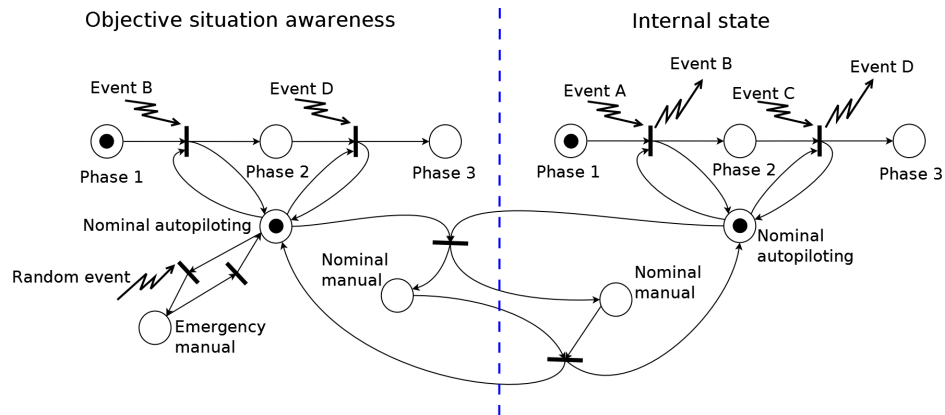 Objective situation awareness
Internal state
Event B
Event D
Phase 1
Phase 2
Phase 3
Nominal autopiloting
Random event
Emergency
manual
Nominal
manual
Event A
Event B
Event C
Event D
Phase 1
Phase 2
Phase 3
Nominal
autopiloting
Nominal
manual